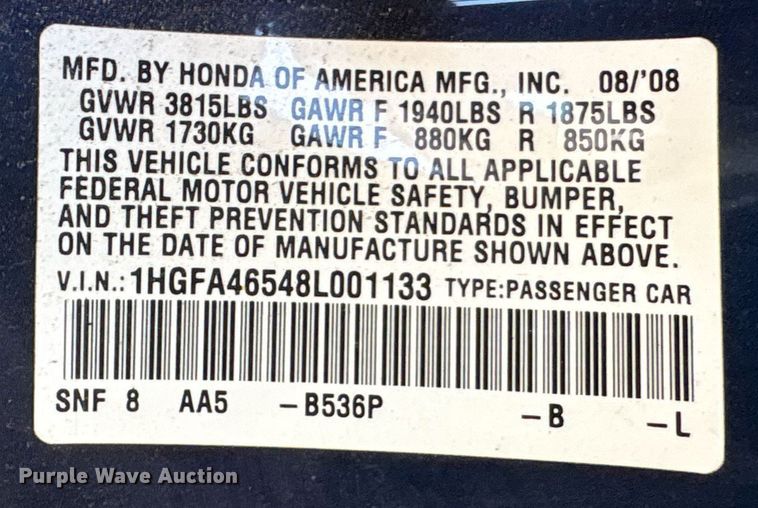 MFD. BY HONDA OF AMERICA MFG., INC. 08/'08
GVWR 3815LBS GAWR F 1940LBS R 1875LBS
GVWR 1730KG GAWR F 880KG R 850KG
THIS VEHICLE CONFORMS TO ALL APPLICABLE
FEDERAL MOTOR VEHICLE SAFETY, BUMPER,
AND THEFT PREVENTION STANDARDS IN EFFECT
ON THE DATE OF MANUFACTURE SHOWN ABOVE.
V.I.N.:1HGFA46548L001133 TYPE:PASSENGER CAR
SNF 8 AA5 -B536P -B -L
Purple Wave Auction